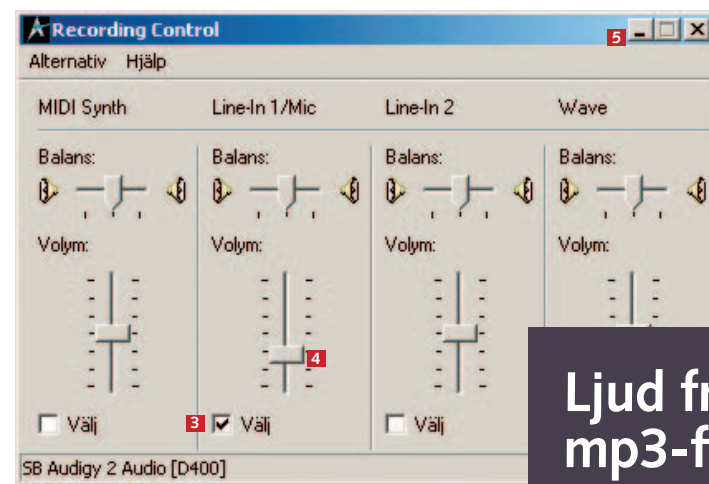 Recording Control
5
Alternativ Hjälp
MIDI Synth Line-In 1/Mic Line-In 2 Wave
Balans: Balans: Balans: Balans:
Volym: Volym: Volym: Volym:
4
Välj 3 Välj Välj
SB Audigy 2 Audio [D400]
Ljud fr
mp3-f